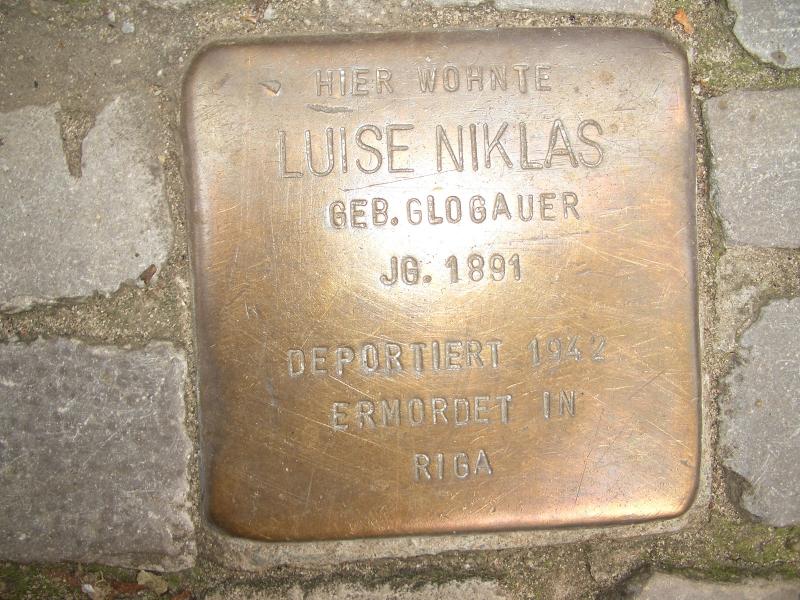 HIER WOHNTE
LUISE NIKLAS
GEB. GLOGAUER
JG. 1891
DEPORTIERT 1942
ERMORDET IN
RIGA